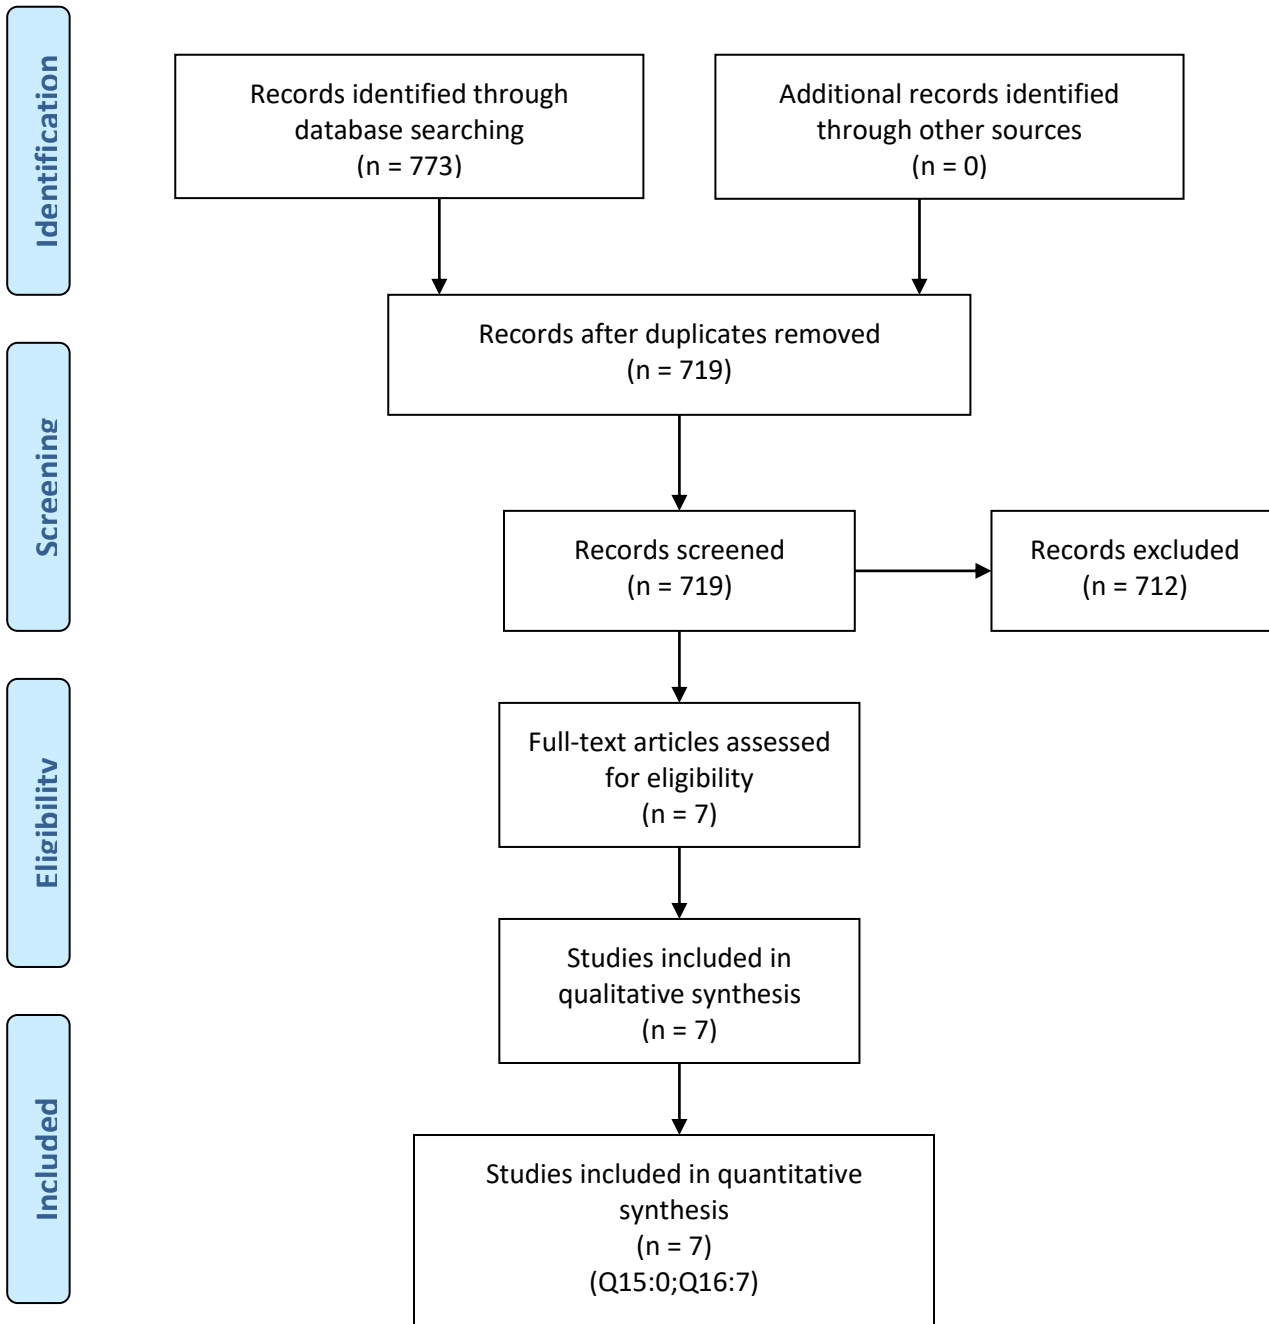 Identification
Records identified through
database searching
(n = 773)
Additional records identified
through other sources
(n = 0)
Records after duplicates removed
(n = 719)
Screening
Records screened
(n = 719)
Records excluded
(n = 712)
Eligibility
Full-text articles assessed
for eligibility
(n = 7)
Studies included in
qualitative synthesis
(n = 7)
Included
Studies included in quantitative
synthesis
(n = 7)
(Q15:0;Q16:7)